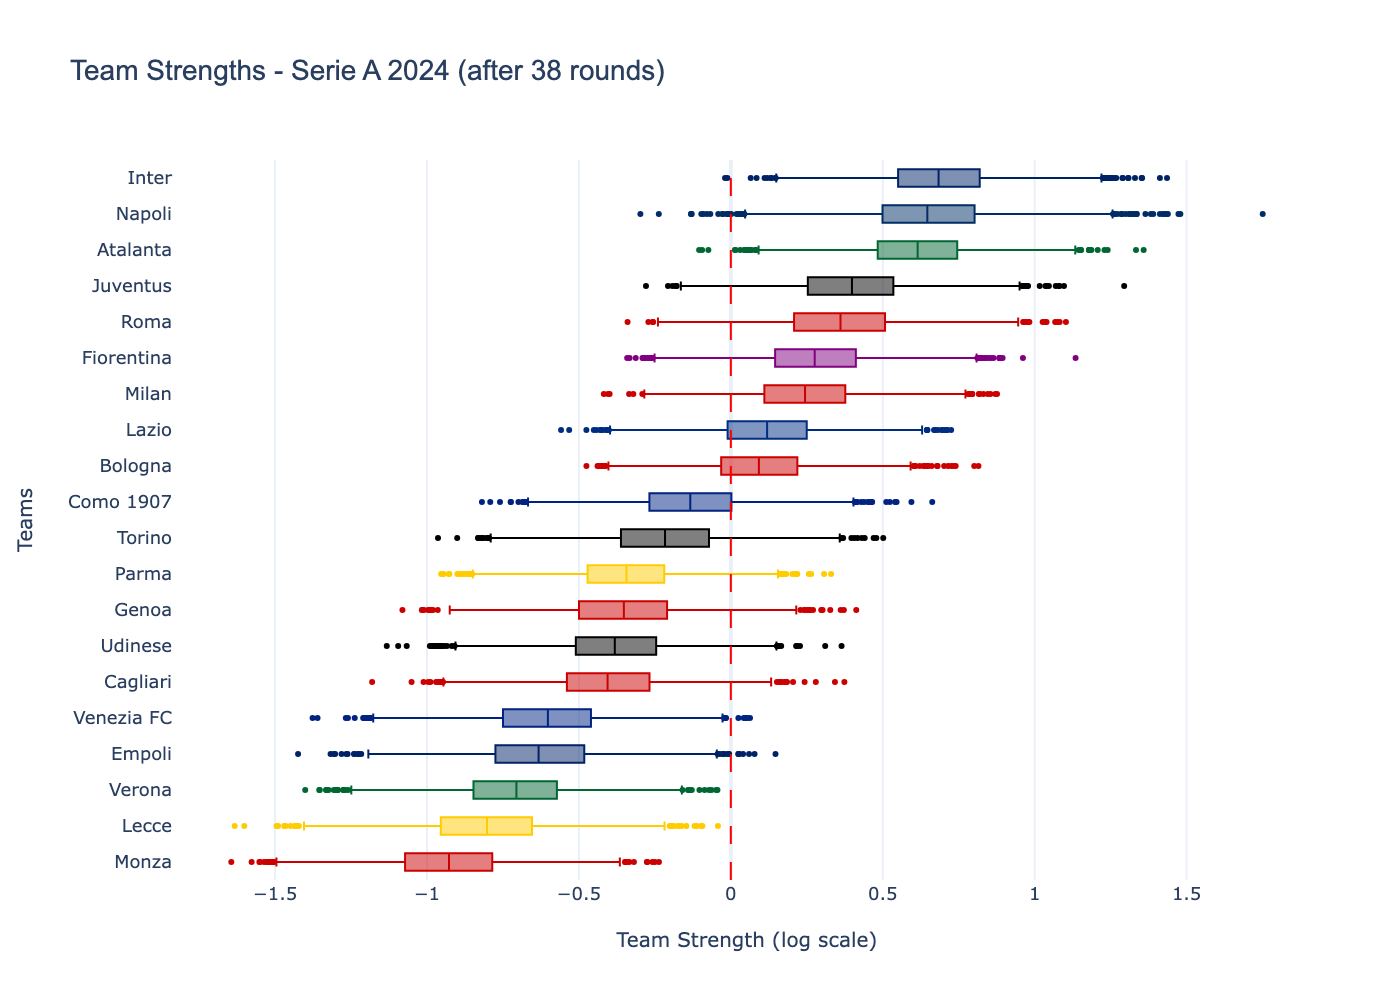 Team Strengths - Serie A 2024 (after 38 rounds)
Inter
Napoli
Atalanta
Juventus
Roma
Fiorentina
Milan
Lazio
Bologna
Como 1907
Torino
Parma
Genoa
Udinese
Cagliari
Venezia FC
Empoli
Verona
Lecce
Monza
Teams
−1.5 −1 −0.5 0 0.5 1 1.5
Team Strength (log scale)